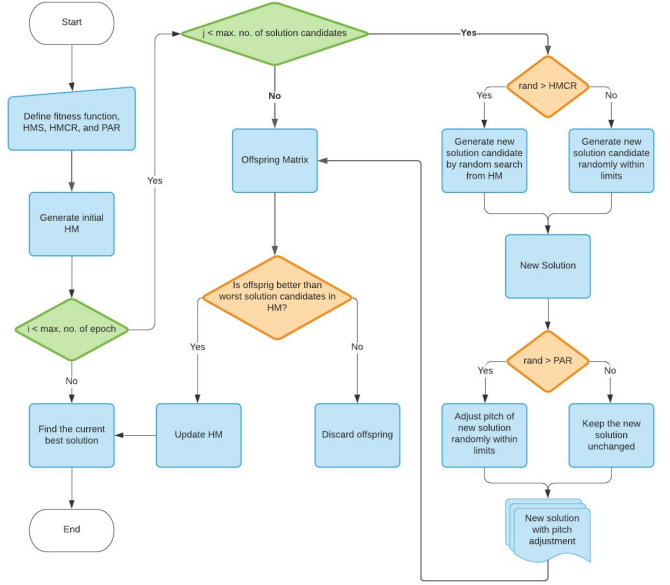 Start
Define fitness function,
HMS, HMCR, and PAR
Generate initial
HM
i < max. no. of epoch
Yes
No
Find the current
best solution
End
j < max. no. of solution candidates
Yes
No
Offspring Matrix
Is offsprig better than
worst solution candidates in
HM?
Yes
No
Update HM
Discard offspring
rand > HMCR
Yes
No
Generate new
solution candidate
by random search
from HM
Generate new
solution candidate
randomly within
limits
New Solution
rand > PAR
Yes
No
Adjust pitch of
new solution
randomly within
limits
Keep the new
solution
unchanged
New solution
with pitch
adjustment